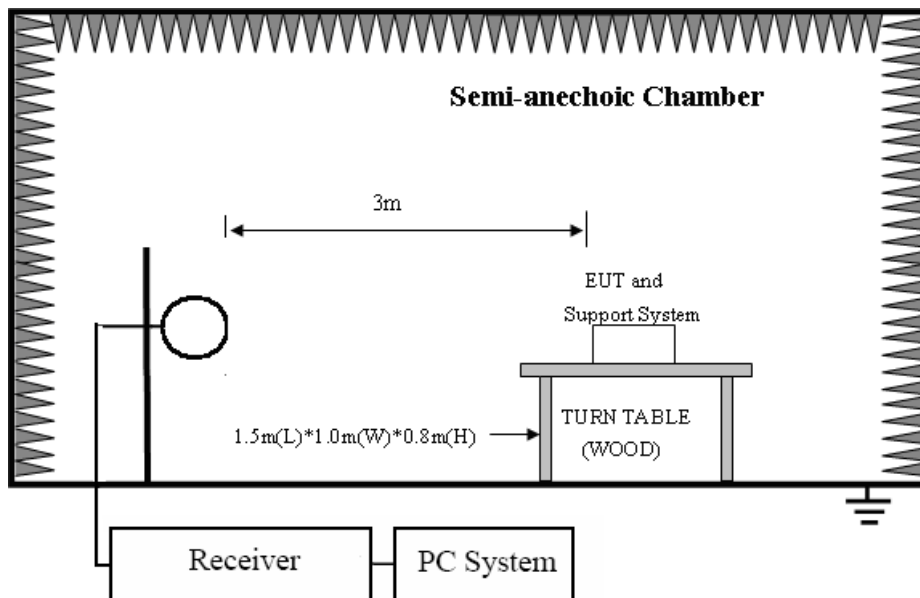 Semi-anechoic Chamber
3m
EUT and
Support System
1.5m(L)*1.0m(W)*0.8m(H)
TURN TABLE
(WOOD)
Receiver
PC System